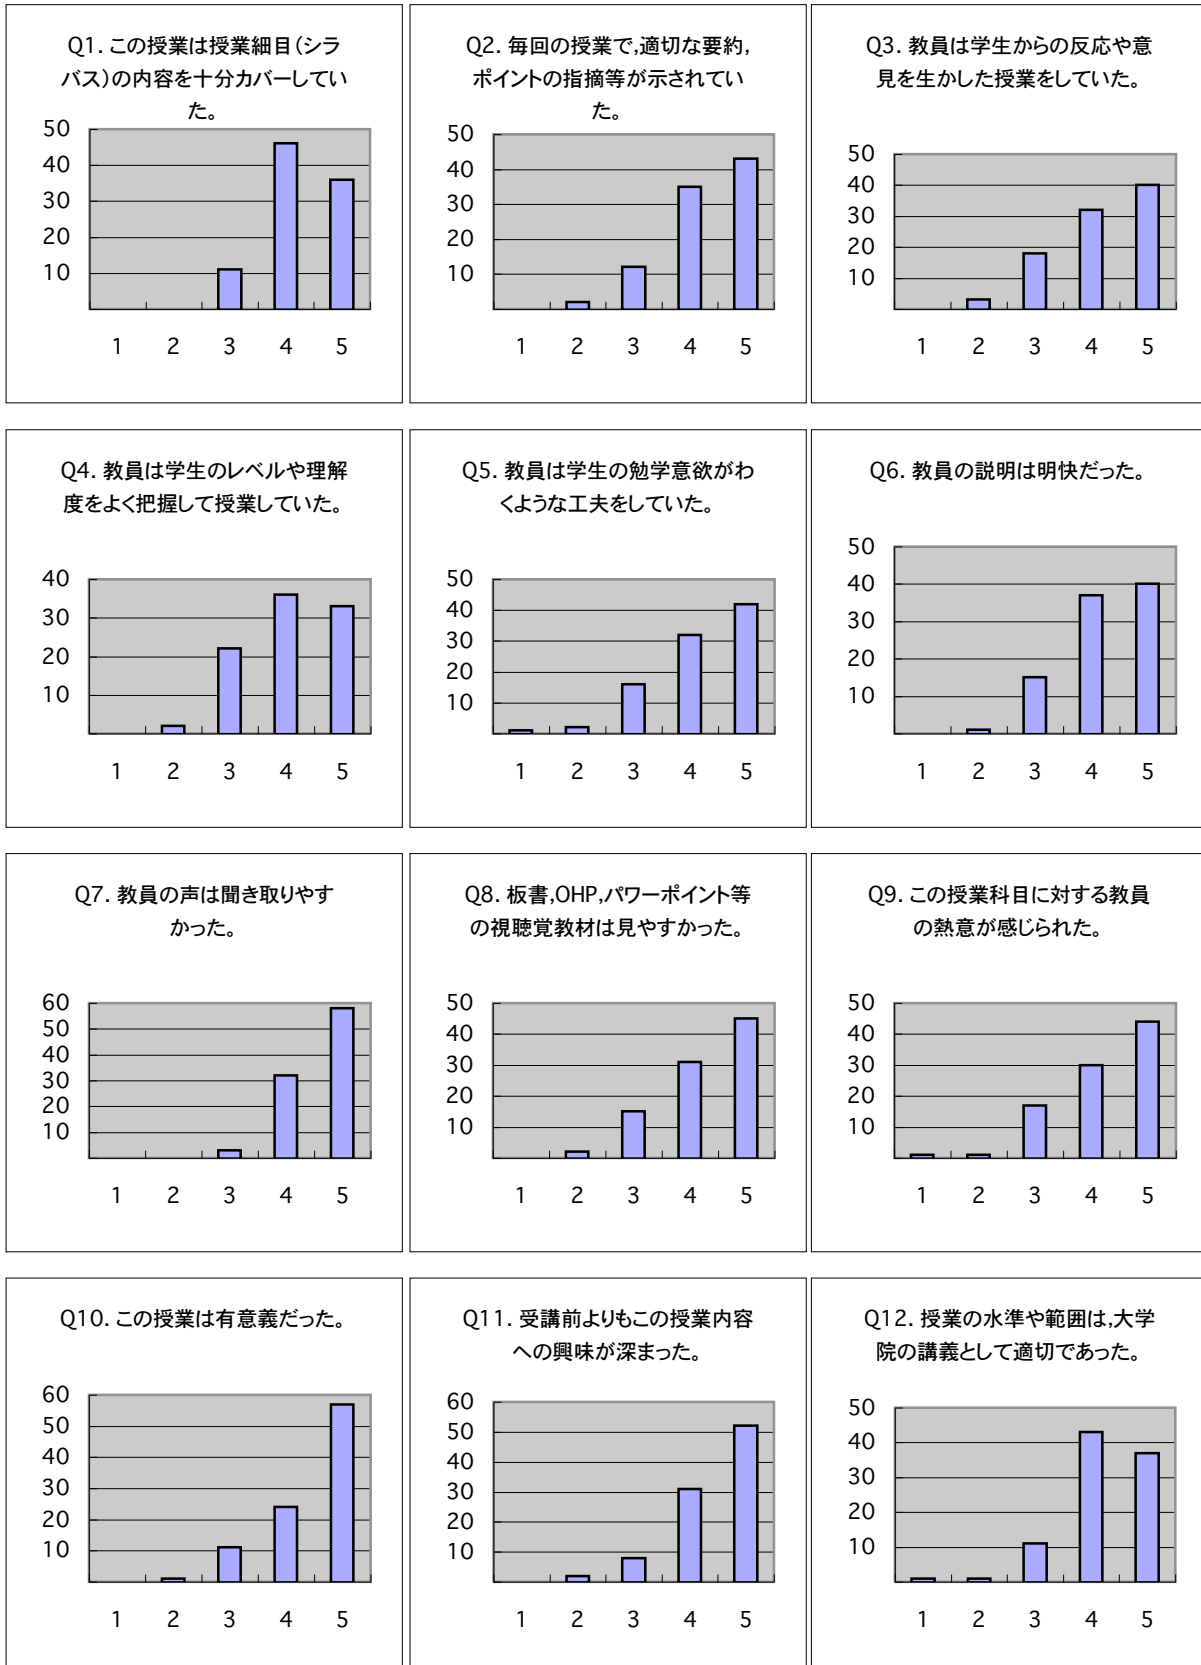 Q1. この授業は授業細目(シラ
バス)の内容を十分カバーしてい
た。
50
40
30
20
10
1 2 3 4 5
Q2. 毎回の授業で,適切な要約,
ポイントの指摘等が示されてい
た。
50
40
30
20
10
1 2 3 4 5
Q3. 教員は学生からの反応や意
見を生かした授業をしていた。
50
40
30
20
10
1 2 3 4 5
Q4. 教員は学生のレベルや理解
度をよく把握して授業していた。
40
30
20
10
1 2 3 4 5
Q5. 教員は学生の勉学意欲がわ
くような工夫をしていた。
50
40
30
20
10
1 2 3 4 5
Q6. 教員の説明は明快だった。
50
40
30
20
10
1 2 3 4 5
Q7. 教員の声は聞き取りやす
かった。
60
50
40
30
20
10
1 2 3 4 5
Q8. 板書,OHP,パワーポイント等
の視聴覚教材は見やすかった。
50
40
30
20
10
1 2 3 4 5
Q9. この授業科目に対する教員
の熱意が感じられた。
50
40
30
20
10
1 2 3 4 5
Q10. この授業は有意義だった。
60
50
40
30
20
10
1 2 3 4 5
Q11. 受講前よりもこの授業内容
への興味が深まった。
60
50
40
30
20
10
1 2 3 4 5
Q12. 授業の水準や範囲は,大学
院の講義として適切であった。
50
40
30
20
10
1 2 3 4 5